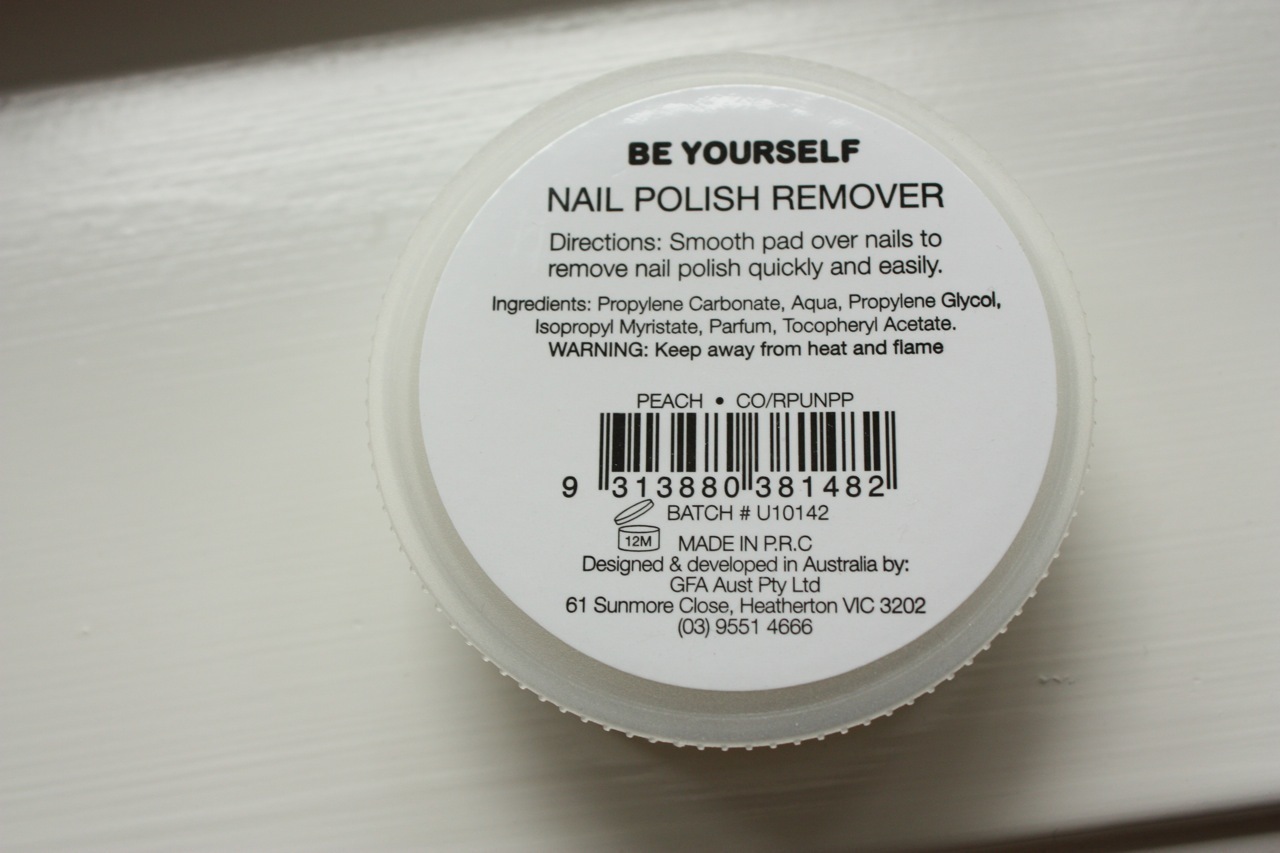 BE YOURSELF
NAIL POLISH REMOVER
Directions: Smooth pad over nails to
remove nail polish quickly and easily.
Ingredients: Propylene Carbonate, Aqua, Propylene Glycol,
Isopropyl Myristate, Parfum, Tocopheryl Acetate.
WARNING: Keep away from heat and flame
PEACH • CO/RPUNPP
9 313880 381482
BATCH # U10142
12M MADE IN P.R.C
Designed & developed in Australia by:
GFA Aust Pty Ltd
61 Sunmore Close, Heatherton VIC 3202
(03) 9551 4666